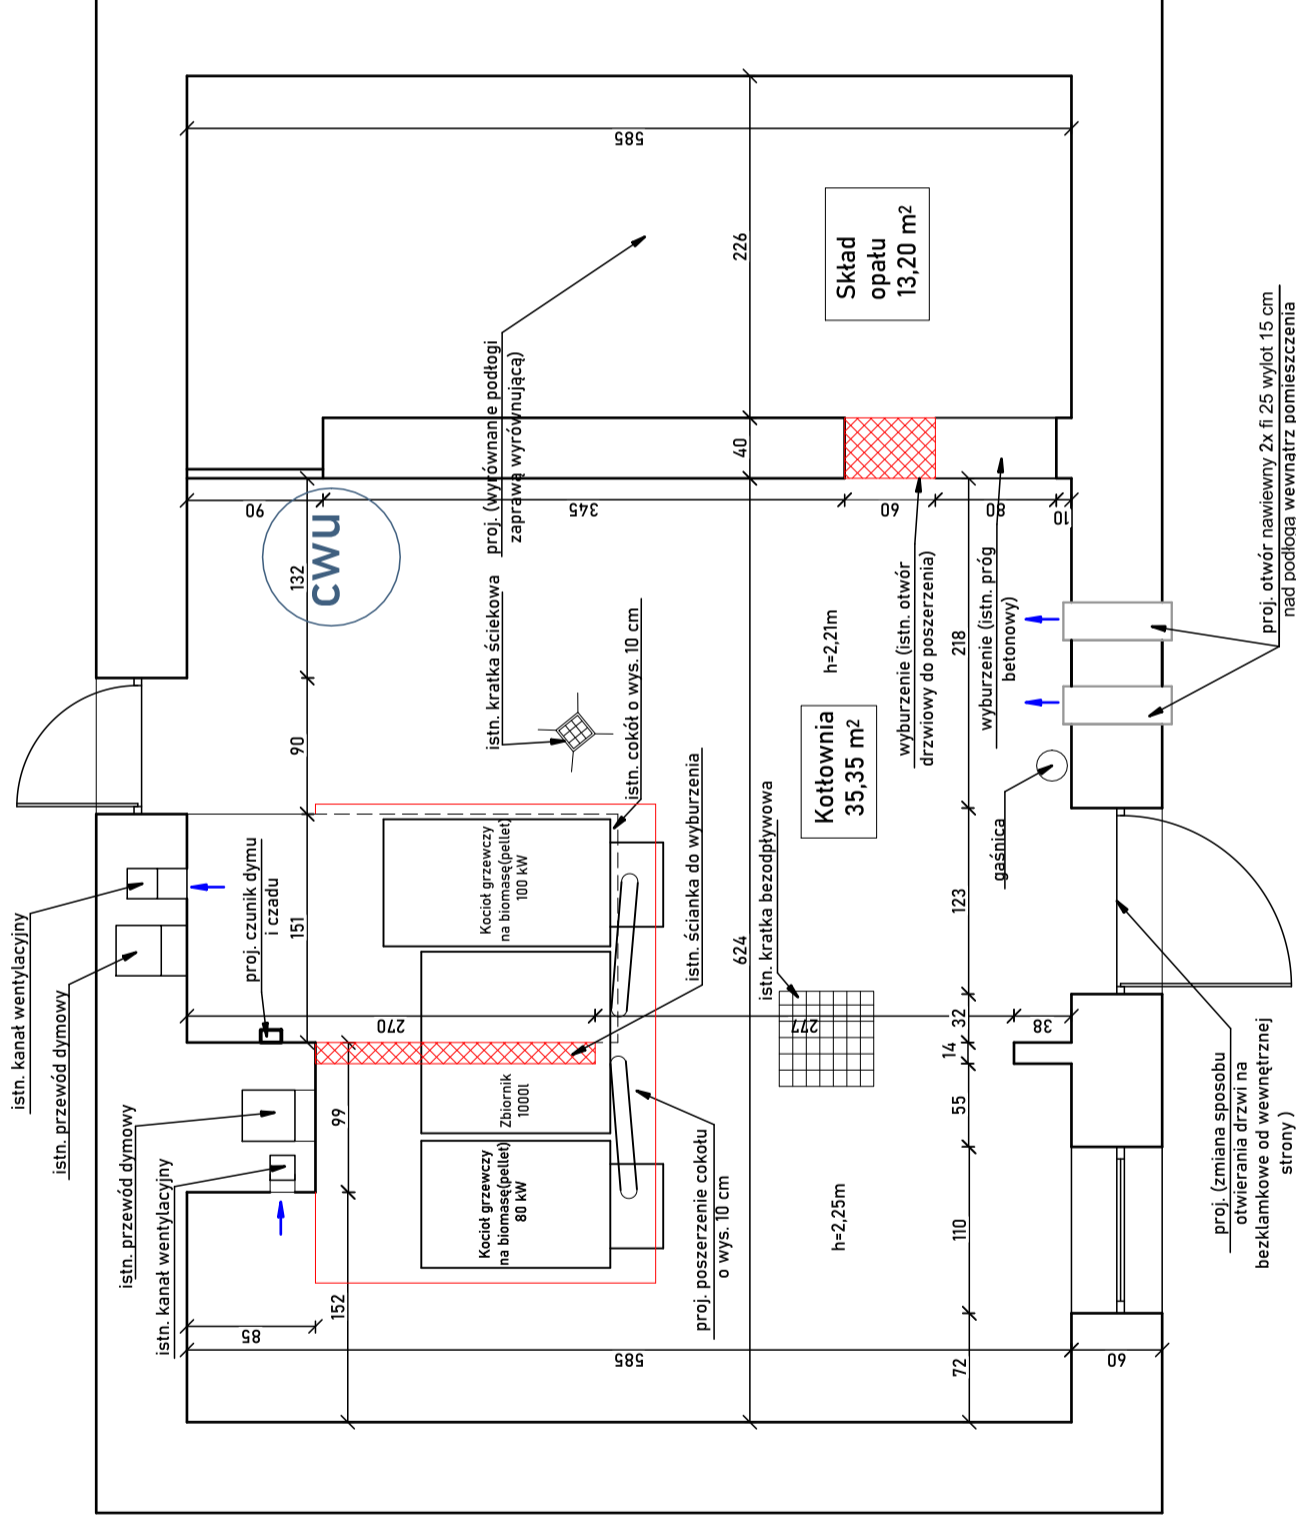 istn. kanał wentylacyjny
istn. przewód dymowy
istn. przewód dymowy
istn. kanał wentylacyjny
proj. czunik dymu
i czadu
cwu
istn. kratka ściekowa
proj. (wyrównanie podłogi
zaprawą wyrównującą)
istn. cokół o wys. 10 cm
istn. ścianka do wyburzenia
proj. poszerzenie cokołu
o wys. 10 cm
istn. kratka bezodpływowa
Kocioł grzewczy
na biomasę(pellet)
100 kW
Zbiornik
1000l
Kocioł grzewczy
na biomasę(pellet)
80 kW
Skład
opału
13,20 m²
Kotłownia
35,35 m²
h=2,21m
h=2,25m
wyburzenie (istn. otwór
drzwiowy do poszerzenia)
wyburzenie (istn. próg
betonowy)
gaśnica
proj. otwór nawiewny 2x fi 25 wylot 15 cm
nad podłogą wewnątrz pomieszczenia
proj. (zmiana sposobu
otwierania drzwi na
bezklamkowe od wewnętrznej
strony )
585
226
40
624
90
345
60
80
10
132
90
151
99
152
85
270
277
38
585
218
123
32
14
55
110
72
60